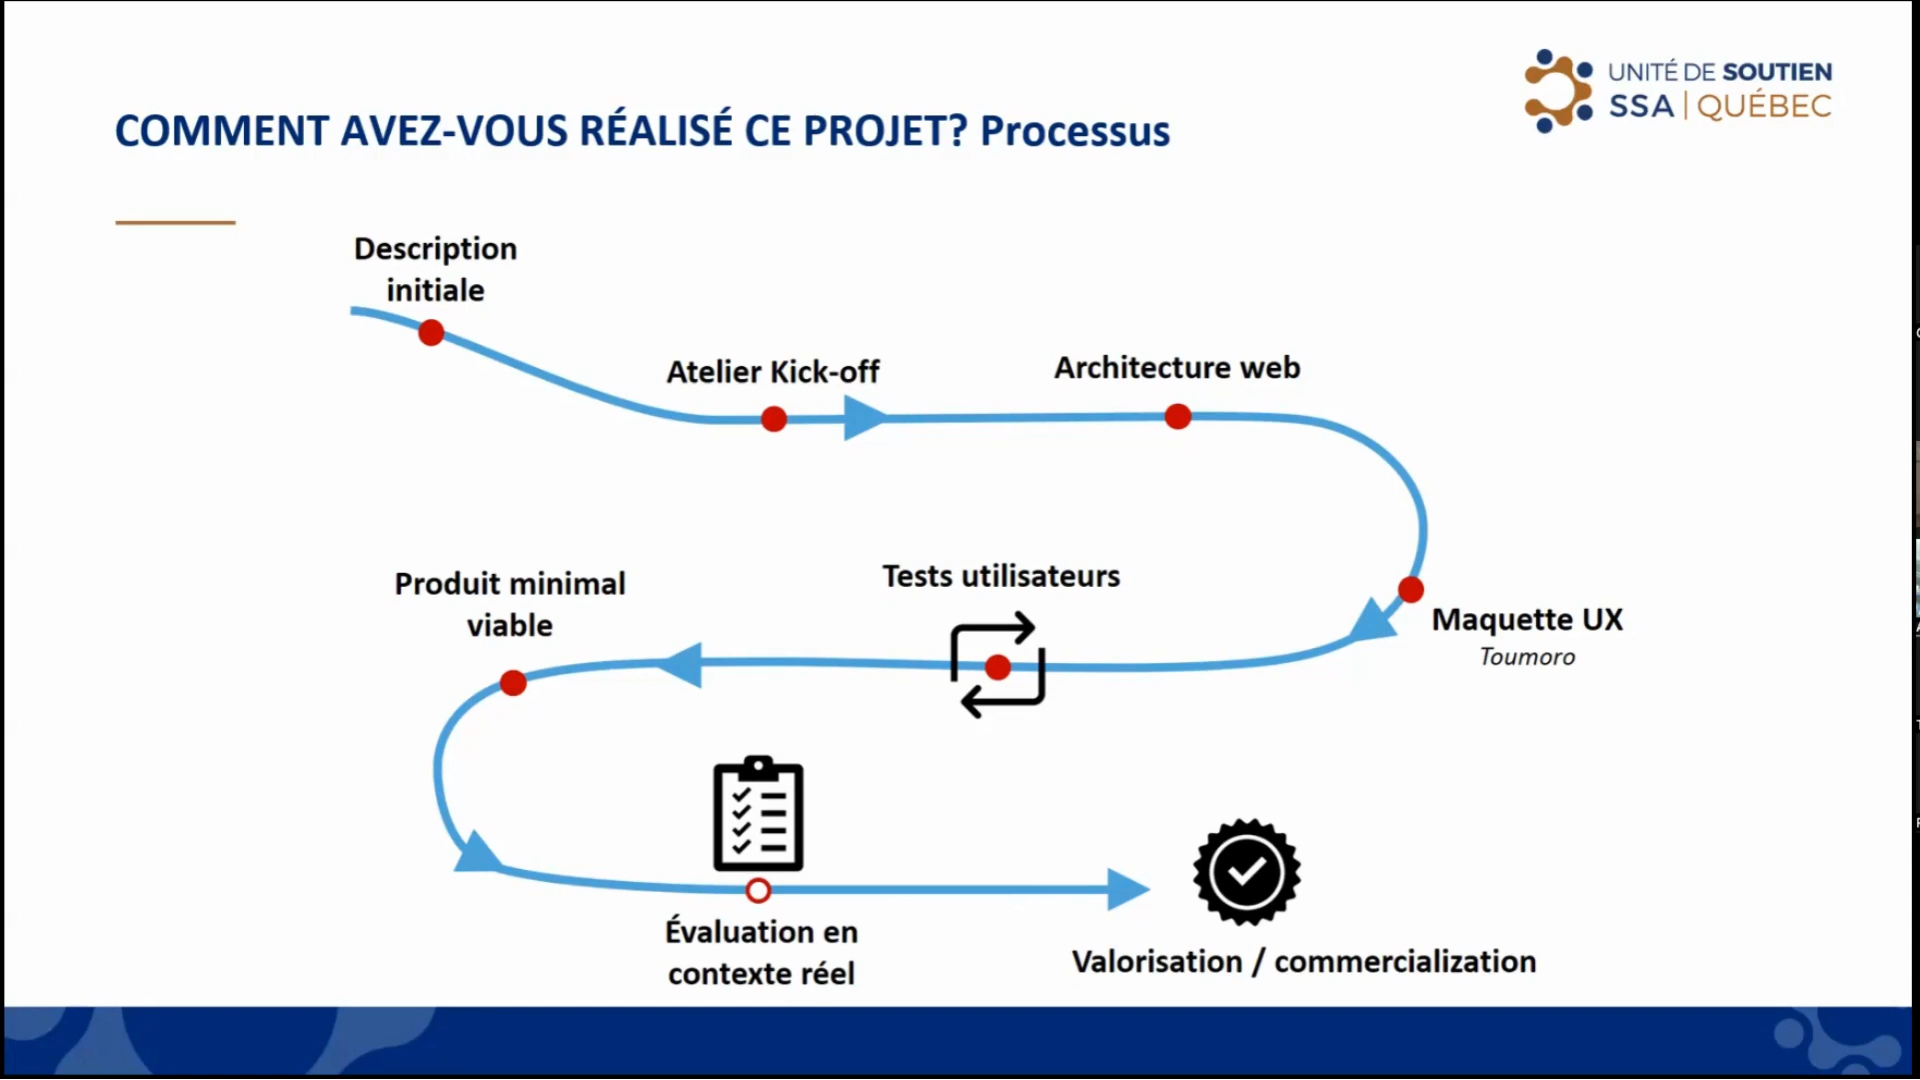 UNITÉ DE SOUTIEN
SSA | QUÉBEC
COMMENT AVEZ-VOUS RÉALISÉ CE PROJET? Processus
Description
initiale
Atelier Kick-off
Architecture web
Maquette UX
Toumoro
Tests utilisateurs
Produit minimal
viable
Évaluation en
contexte réel
Valorisation / commercialization